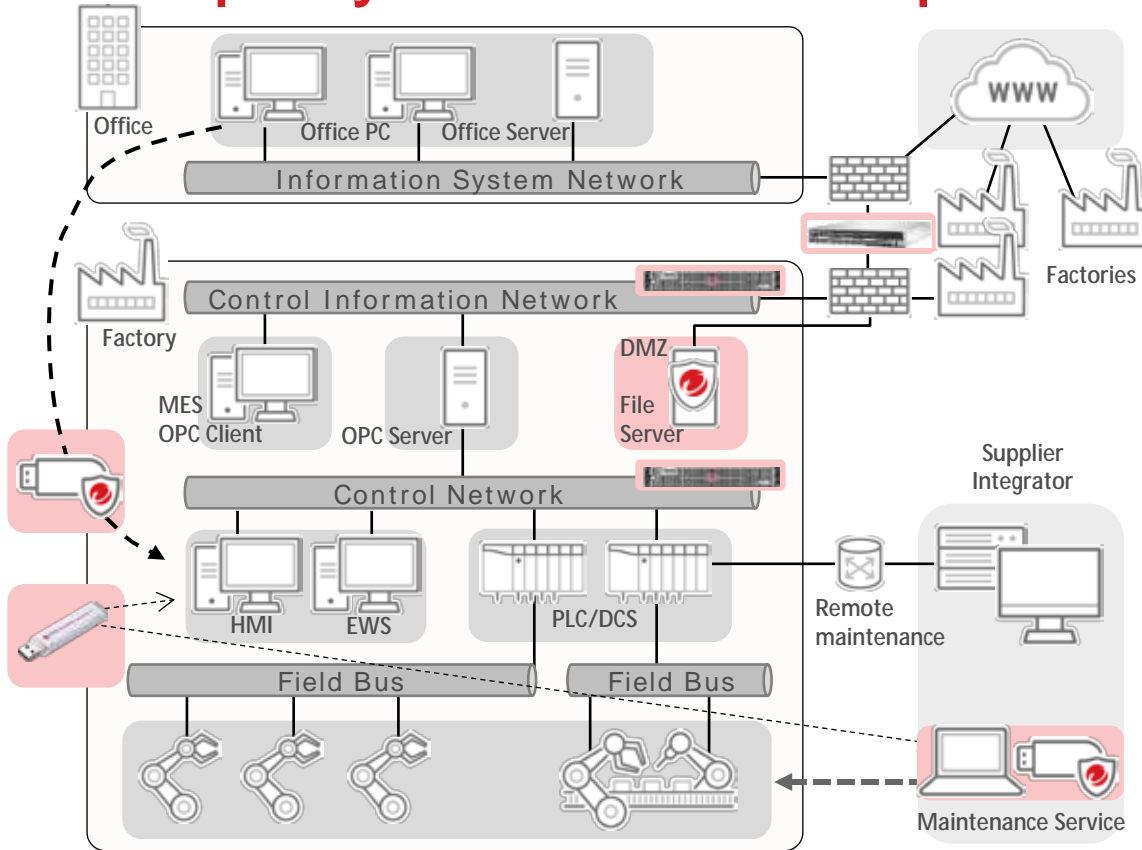 WWW
Office
Office PC
Office Server
Information System Network
Factories
Control Information Network
Factory
DMZ
MES
OPC Client
OPC Server
File
Server
Supplier
Integrator
Control Network
HMI
EWS
PLC/DCS
Remote
maintenance
Field Bus
Field Bus
Maintenance Service